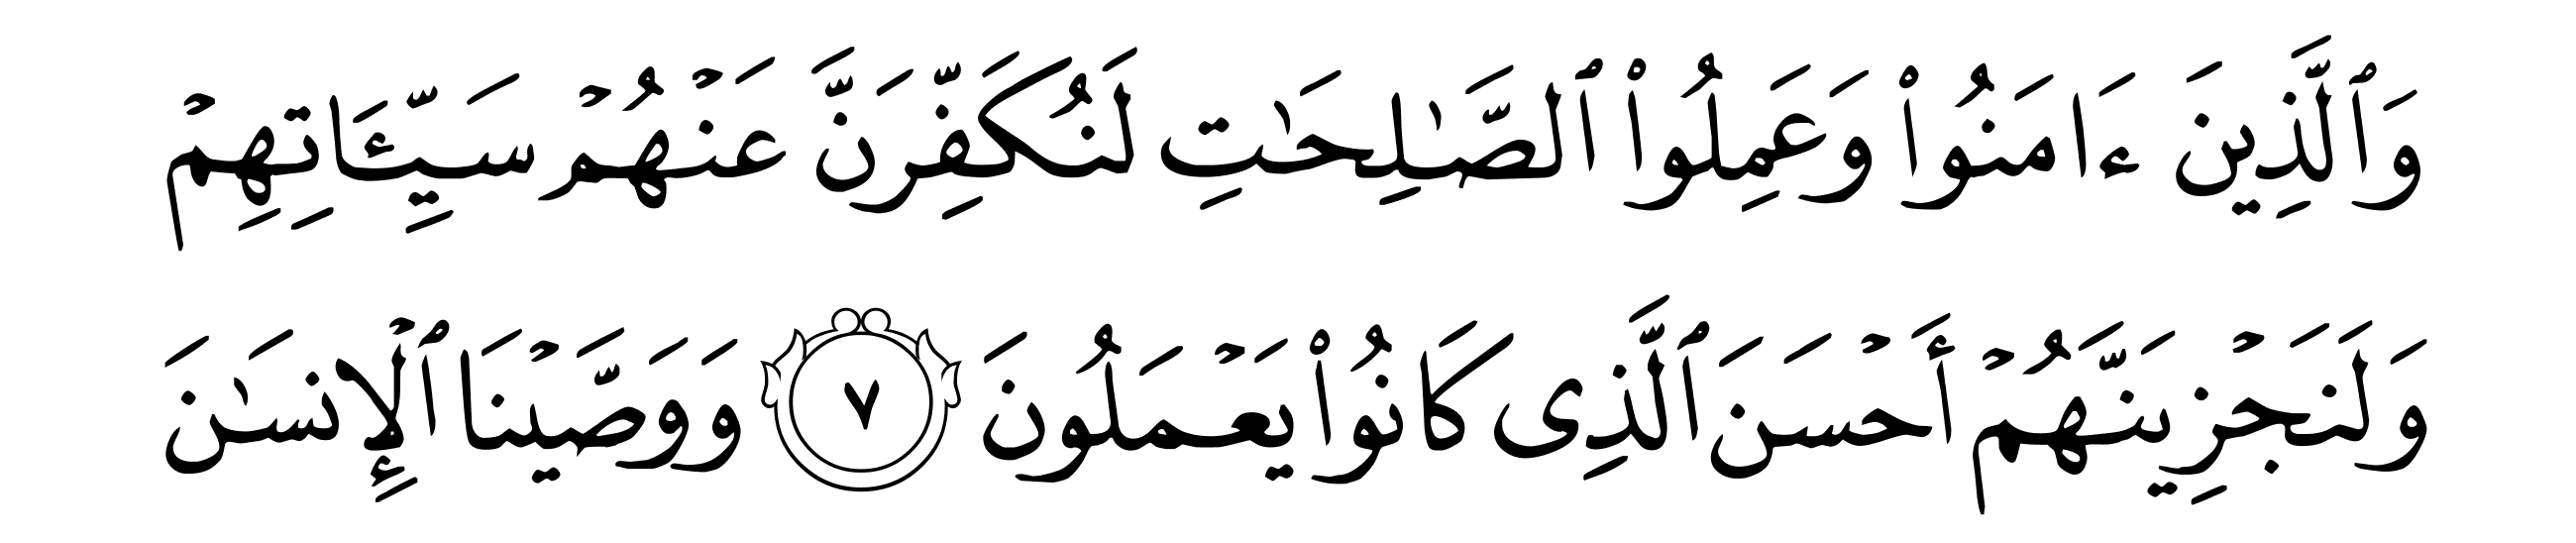 وَٱلَّذِينَ ءَامَنُوا۟ وَعَمِلُوا۟ ٱلصَّـٰلِحَـٰتِ لَنُكَفِّرَنَّ عَنْهُمْ سَيِّـَٔاتِهِمْ
وَلَنَجْزِيَنَّهُمْ أَحْسَنَ ٱلَّذِى كَانُوا۟ يَعْمَلُونَ ٧ وَوَصَّيْنَا ٱلْإِنسَـٰنَ